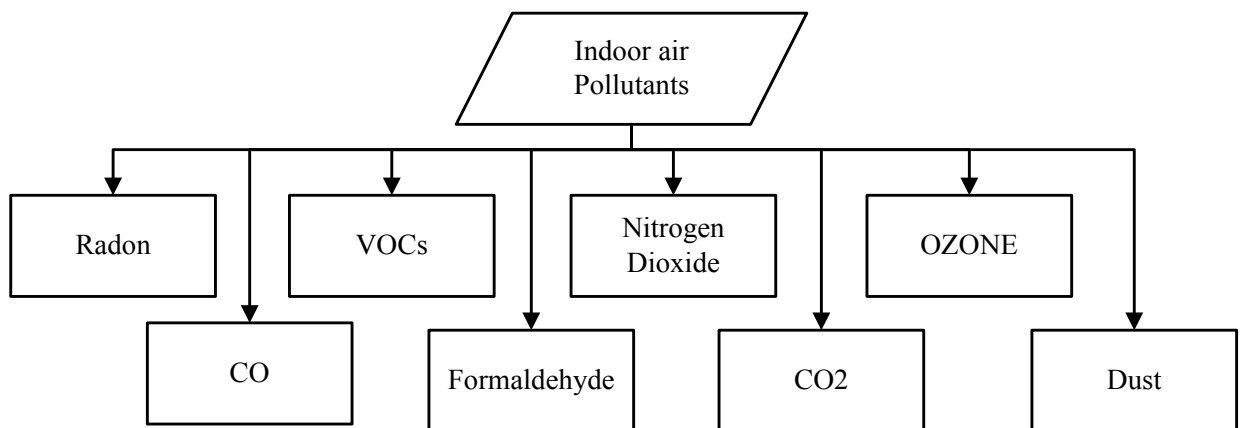 Indoor air
Pollutants
Radon
VOCs
Nitrogen
Dioxide
OZONE
CO
Formaldehyde
CO2
Dust